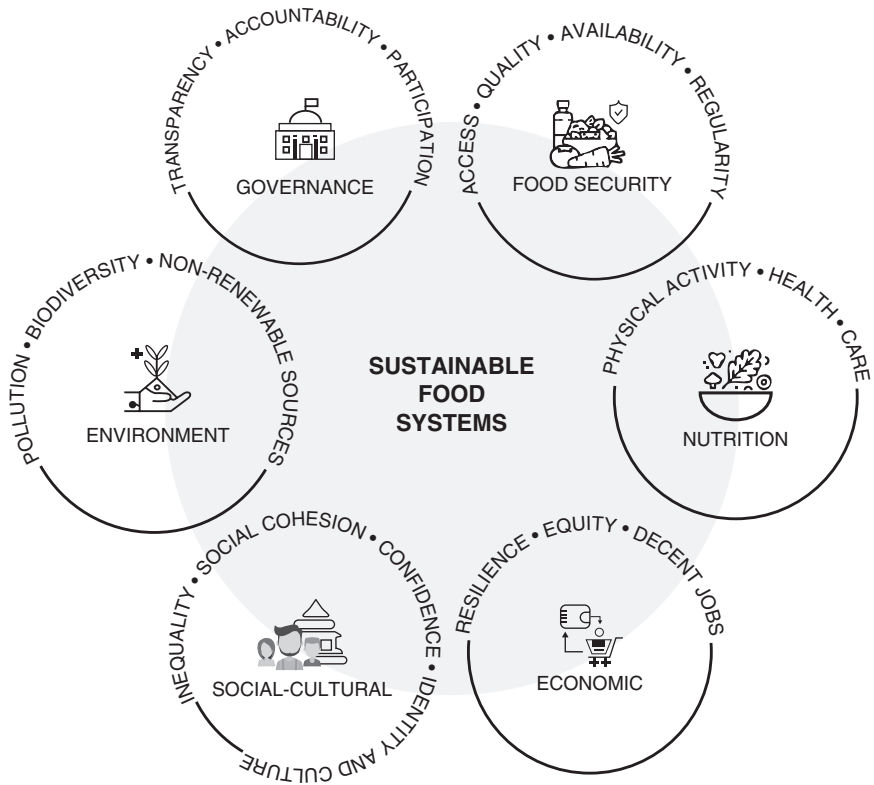 TRANSPARENCY • ACCOUNTABILITY • PARTICIPATION
GOVERNANCE
ACCESS • QUALITY • AVAILABILITY • REGULARITY
FOOD SECURITY
POLLUTION • BIODIVERSITY • NON-RENEWABLE SOURCES
ENVIRONMENT
SUSTAINABLE
FOOD
SYSTEMS
PHYSICAL ACTIVITY • HEALTH • CARE
NUTRITION
INEQUALITY • SOCIAL COHESION • CONFIDENCE • IDENTITY AND CULTURE
SOCIAL-CULTURAL
RESILIENCE • EQUITY • DECENT JOBS
ECONOMIC